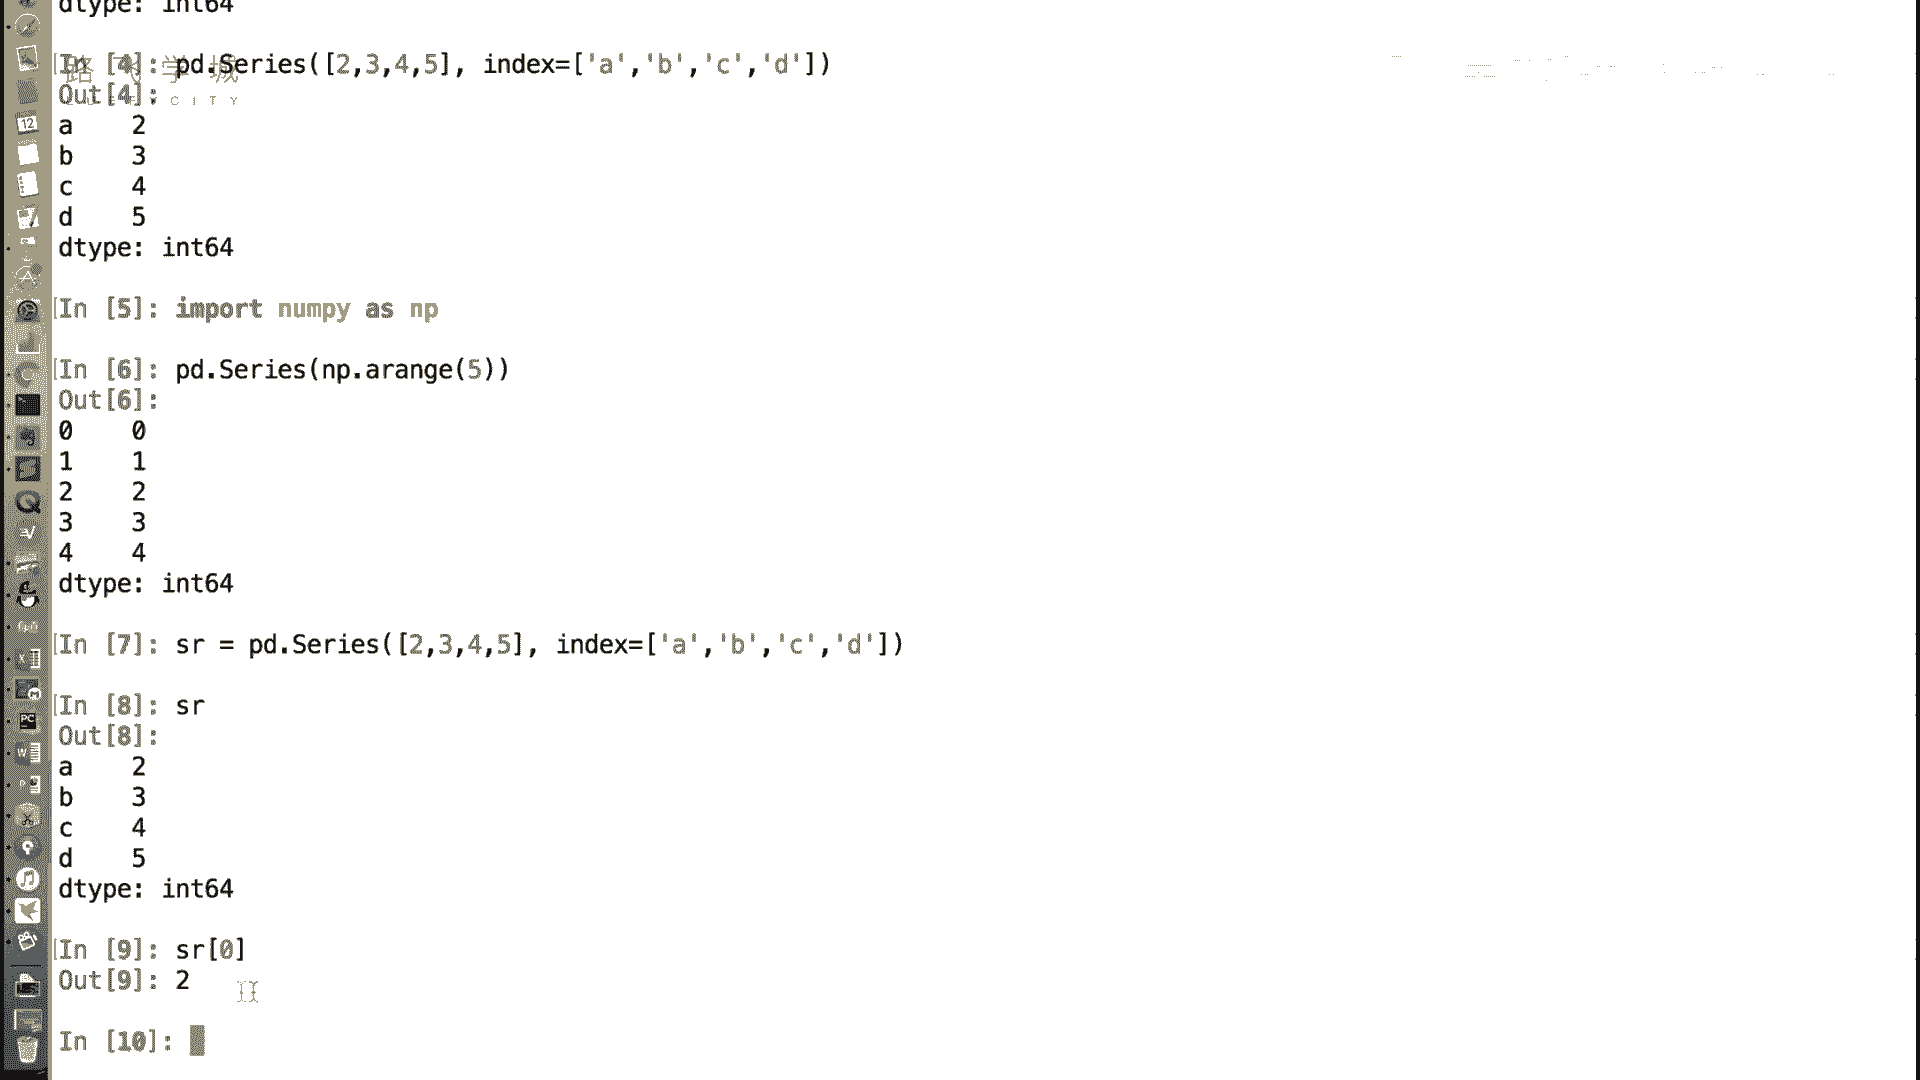 dtype: int64
In [4]: pd.Series([2,3,4,5], index=['a','b','c','d'])
路飞学城
Out[4]:
CITY
a     2
b     3
c     4
d     5
dtype: int64
In [5]: import numpy as np
In [6]: pd.Series(np.arange(5))
Out[6]:
0     0
1     1
2     2
3     3
4     4
dtype: int64
In [7]: sr = pd.Series([2,3,4,5], index=['a','b','c','d'])
In [8]: sr
Out[8]:
a     2
b     3
c     4
d     5
dtype: int64
In [9]: sr[0]
Out[9]: 2
In [10]:
12
PC